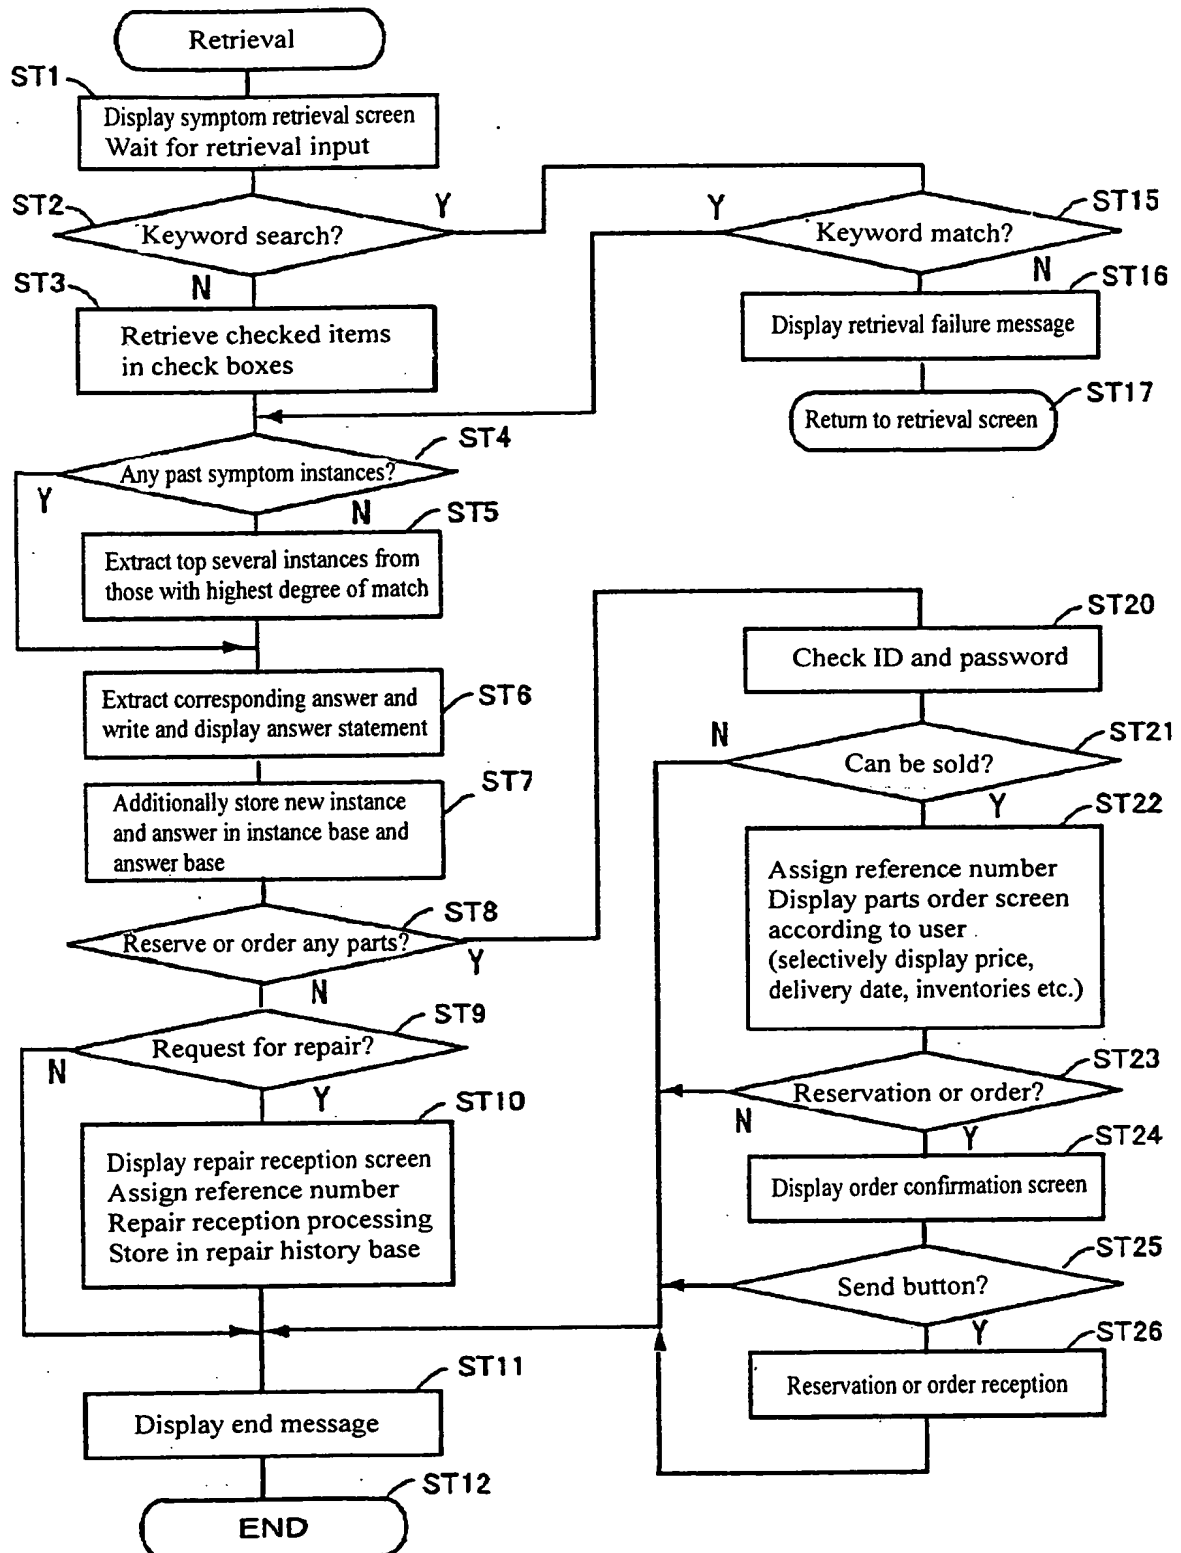 Retrieval
ST1
Display symptom retrieval screen
Wait for retrieval input
ST2
Keyword search?
Y
N
ST3
Retrieve checked items
in check boxes
Y
Keyword match?
ST15
N
ST16
Display retrieval failure message
ST17
Return to retrieval screen
ST4
Any past symptom instances?
Y
N
ST5
Extract top several instances from
those with highest degree of match
ST6
Extract corresponding answer and
write and display answer statement
ST7
Additionally store new instance
and answer in instance base and
answer base
ST8
Reserve or order any parts?
Y
N
ST9
Request for repair?
N
Y
ST10
Display repair reception screen
Assign reference number
Repair reception processing
Store in repair history base
ST11
Display end message
ST12
END
ST20
Check ID and password
N
ST21
Can be sold?
Y
ST22
Assign reference number
Display parts order screen
according to user
(selectively display price,
delivery date, inventories etc.)
ST23
Reservation or order?
N
Y
ST24
Display order confirmation screen
ST25
Send button?
Y
ST26
Reservation or order reception